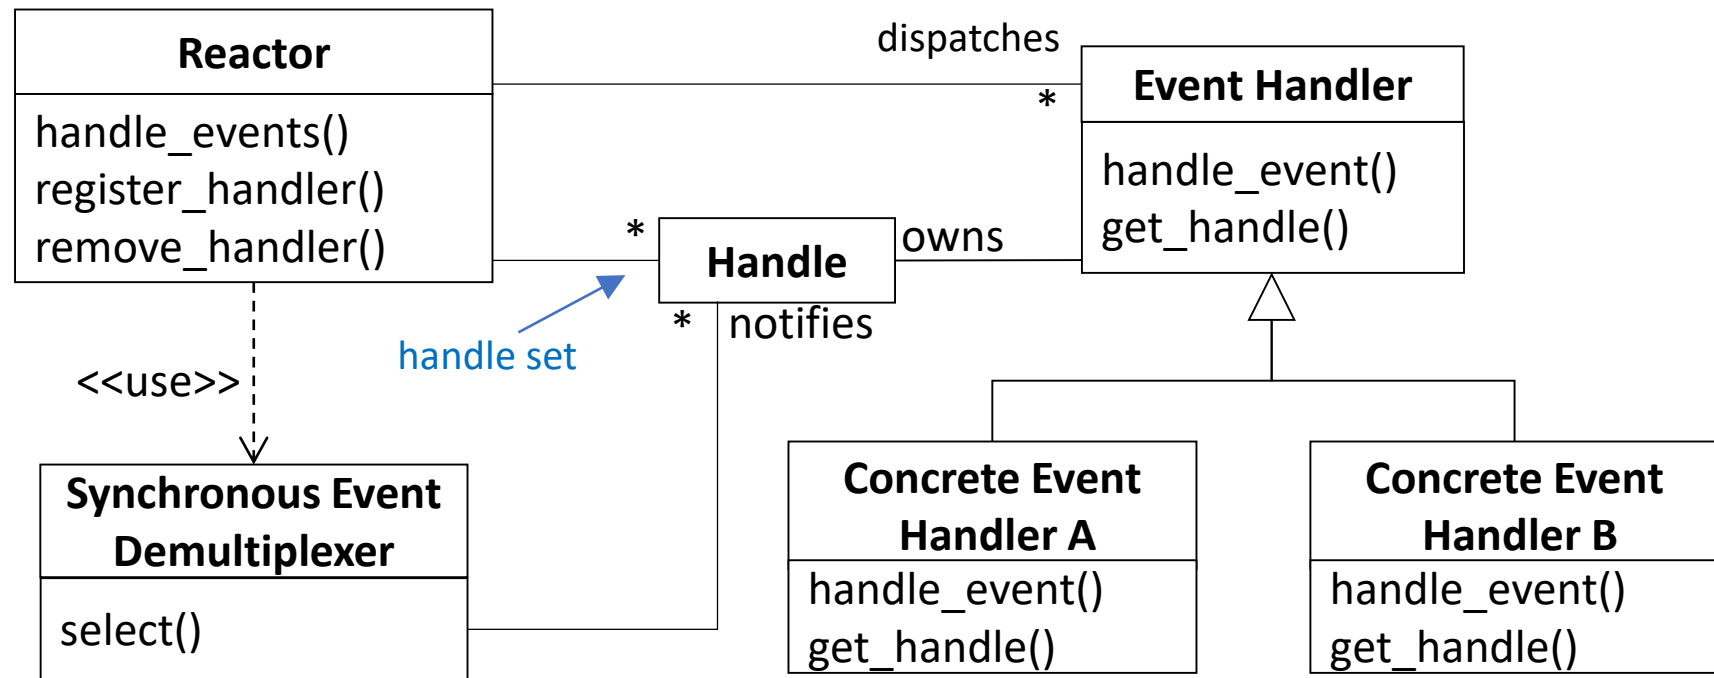 Reactor
handle_events()
register_handler()
remove_handler()
dispatches
*
Event Handler
handle_event()
get_handle()
*
Handle
owns
*
notifies
handle set
<<use>>
Synchronous Event
Demultiplexer
select()
Concrete Event
Handler A
handle_event()
get_handle()
Concrete Event
Handler B
handle_event()
get_handle()